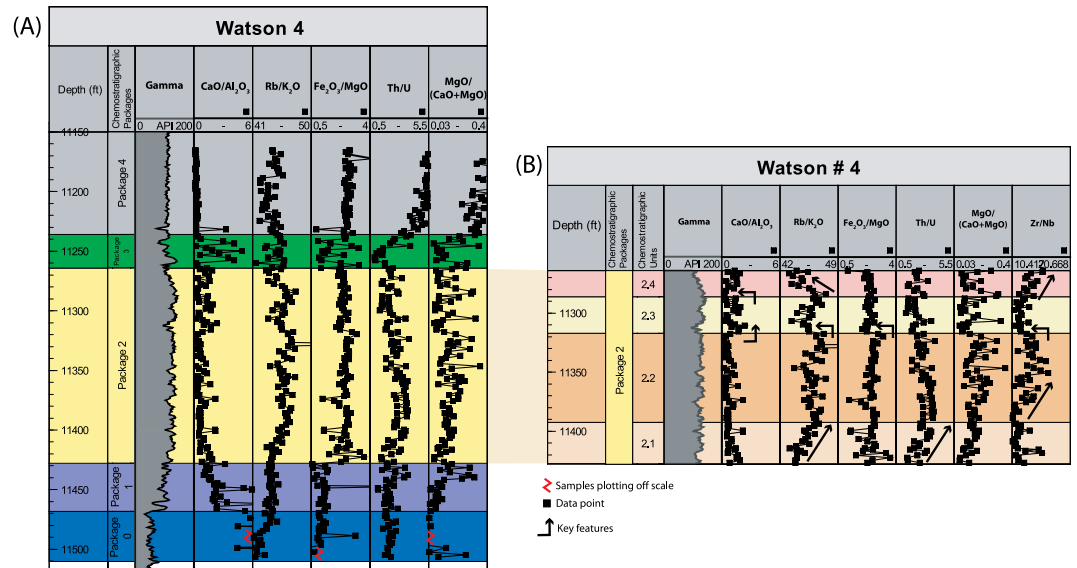 (A)
Watson 4
Depth (ft)
Chemostratigraphic
Packages
Gamma
CaO/Al2O3
Rb/K2O
Fe2O3/MgO
Th/U
MgO/
(CaO+MgO)
0 API 200
0 - 6
41 - 50
0.5 - 4
0.5 - 5.5
0.03 - 0.4
11150
11200
11250
11300
11350
11400
11450
11500
Package 4
Package 3
Package 2
Package
1
Package
0
(B)
Watson # 4
Depth (ft)
Chemostratigraphic
Packages
Chemostratigraphic
Units
Gamma
CaO/Al2O3
Rb/K2O
Fe2O3/MgO
Th/U
MgO/
(CaO+MgO)
Zr/Nb
0 API 200
0 - 6
42 - 49
0.5 - 4
0.5 - 5.5
0.03 - 0.4
11300
11350
11400
Package 2
2.4
2.3
2.2
2.1
Samples plotting off scale
Data point
Key features